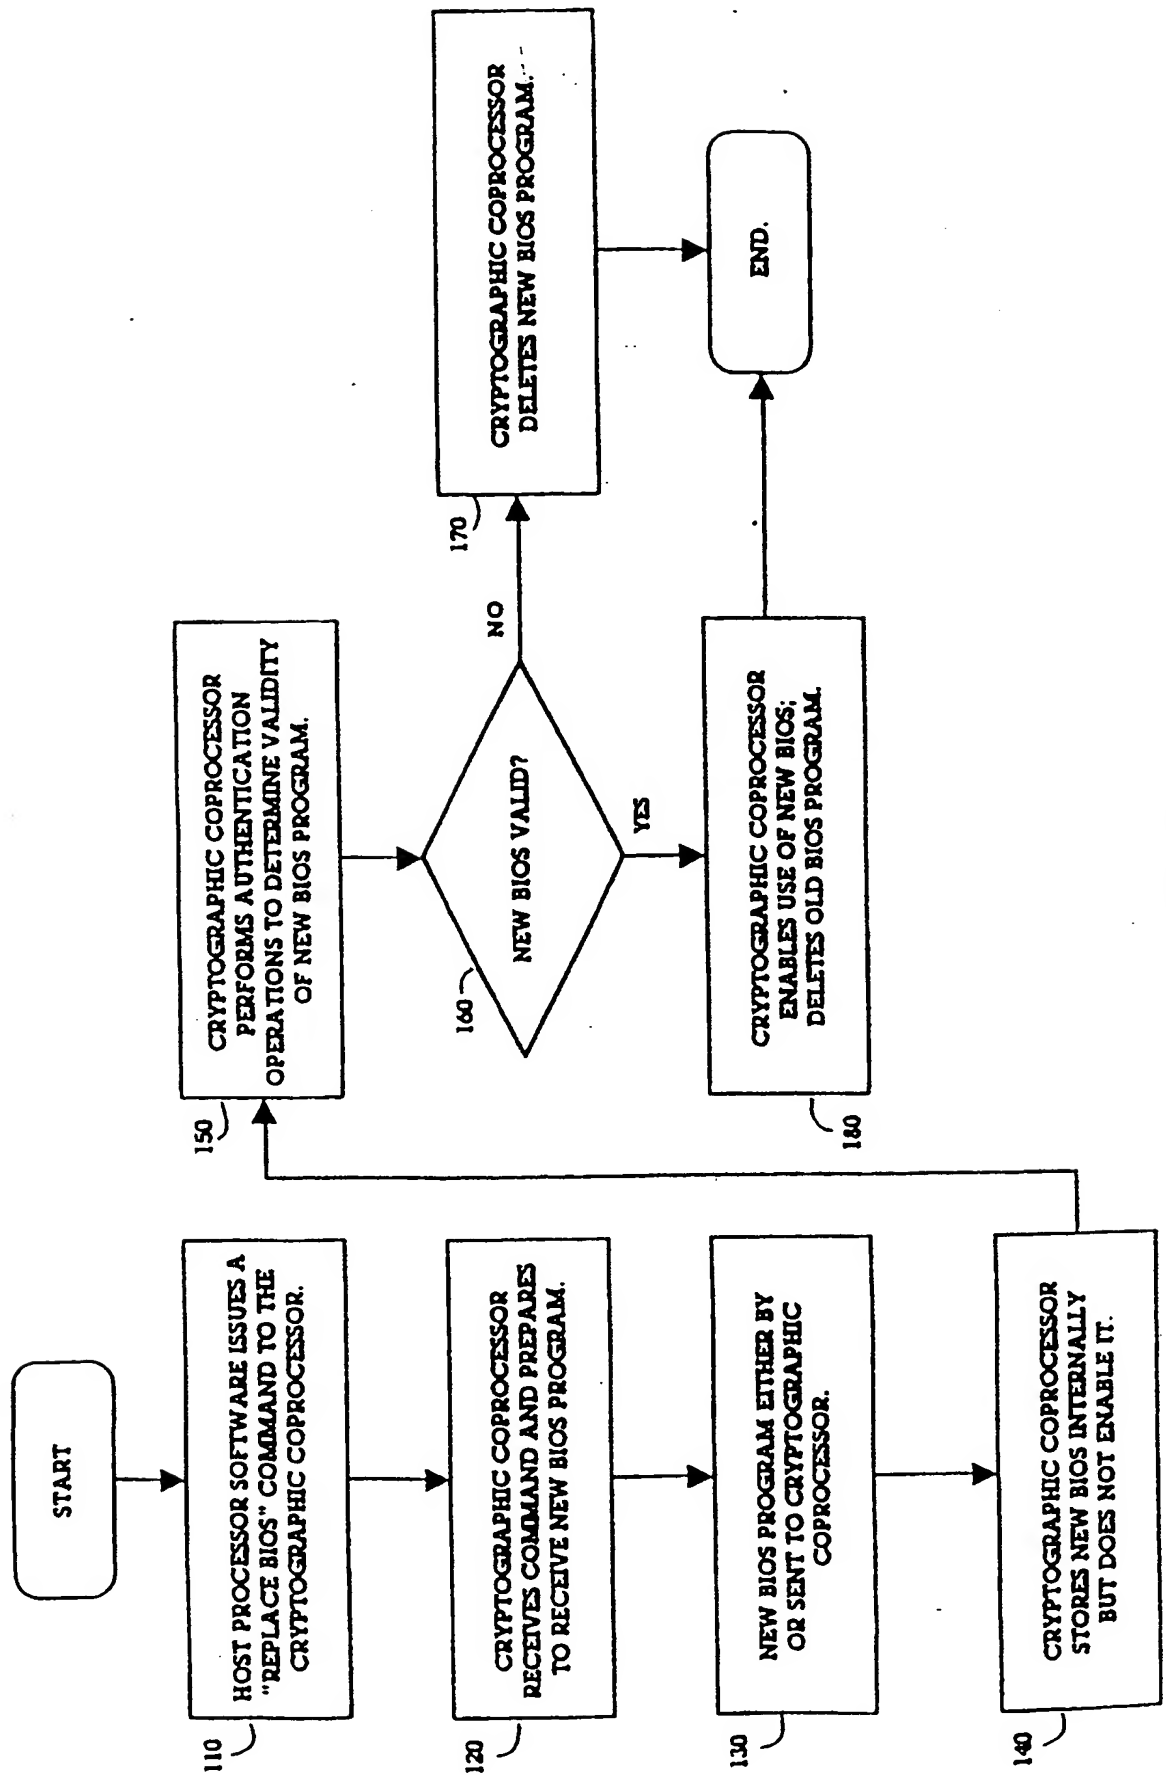 START
110
HOST PROCESSOR SOFTWARE ISSUES A
"REPLACE BIOS" COMMAND TO THE
CRYPTOGRAPHIC COPROCESSOR.
120
CRYPTOGRAPHIC COPROCESSOR
RECEIVES COMMAND AND PREPARES
TO RECEIVE NEW BIOS PROGRAM.
130
NEW BIOS PROGRAM EITHER BY
OR SENT TO CRYPTOGRAPHIC
COPROCESSOR.
140
CRYPTOGRAPHIC COPROCESSOR
STORES NEW BIOS INTERNALLY
BUT DOES NOT ENABLE IT.
150
CRYPTOGRAPHIC COPROCESSOR
PERFORMS AUTHENTICATION
OPERATIONS TO DETERMINE VALIDITY
OF NEW BIOS PROGRAM.
160
NEW BIOS VALID?
NO
YES
170
CRYPTOGRAPHIC COPROCESSOR
DELETES NEW BIOS PROGRAM.
180
CRYPTOGRAPHIC COPROCESSOR
ENABLES USE OF NEW BIOS;
DELETES OLD BIOS PROGRAM.
END.